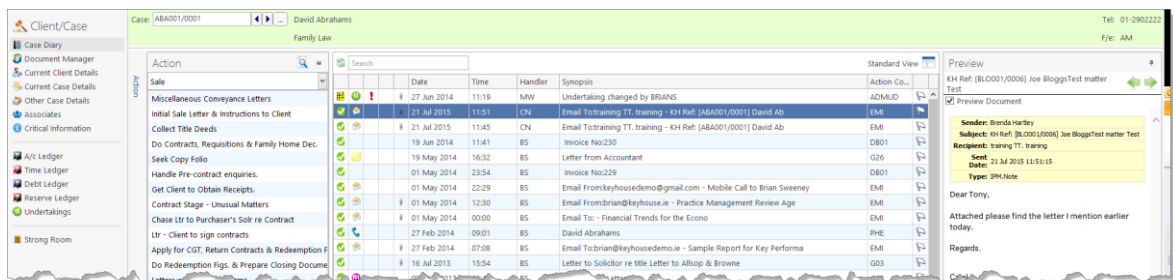 Client/Case
Case: ABA001/0001
...
David Abrahams
Tel: 01-2902222
Family Law
F/e: AM
Case Diary
Document Manager
Current Client Details
Current Case Details
Other Case Details
Associates
Critical Information
A/c Ledger
Time Ledger
Debt Ledger
Reserve Ledger
Undertakings
Strong Room
Action
Action
Sale
Miscellaneous Conveyance Letters
Initial Sale Letter & Instructions to Client
Collect Title Deeds
Do Contracts, Requisitions & Family Home Dec.
Seek Copy Folio
Handle Pre-contract enquiries.
Get Client to Obtain Receipts.
Contract Stage - Unusual Matters
Chase Ltr to Purchaser's Solr re Contract
Ltr - Client to sign contracts
Apply for CGT, Return Contracts & Redemption F
Do Redeemption Figs. & Prepare Closing Docume
Search
Standard View
Date Time Handler Synopsis Action Co...
27 Jun 2014 11:19 MW Undertaking changed by BRIANS ADMUD
21 Jul 2015 11:51 CN Email To:training TT. training - KH Ref: [ABA001/0001] David Ab EMI
21 Jul 2015 11:45 CN Email To:training TT. training - KH Ref: [ABA001/0001] David Ab EMI
19 Jun 2014 11:41 BS Invoice No:230 DB01
19 May 2014 16:32 BS Letter from Accountant G26
01 May 2014 23:54 BS Invoice No:229 DB01
01 May 2014 22:29 BS Email From:keyhousedemo@gmail.com - Mobile Call to Brian Sweeney EMI
01 May 2014 12:30 BS Email From:brian@keyhouse.ie - Practice Management Review Age EMI
01 May 2014 00:00 BS Email To: - Financial Trends for the Econo EMI
27 Feb 2014 09:01 BS David Abrahams PHE
27 Feb 2014 07:08 BS Email To:brian@keyhousedemo.ie - Sample Report for Key Performa EMI
16 Jul 2013 15:54 BS Letter to Solicitor re title Letter to Allsop & Browne G03
Preview
KH Ref: [BLO001/0006] Joe BloggsTest matter
Test
Preview Document
Sender: Brenda Hartley
Subject: KH Ref: [BLO001/0006] Joe BloggsTest matter Test
Recipient: training TT. training
Sent Date: 21 Jul 2015 11:51:15
Type: IPM.Note
Dear Tony,
Attached please find the letter I mention earlier
today.
Regards,